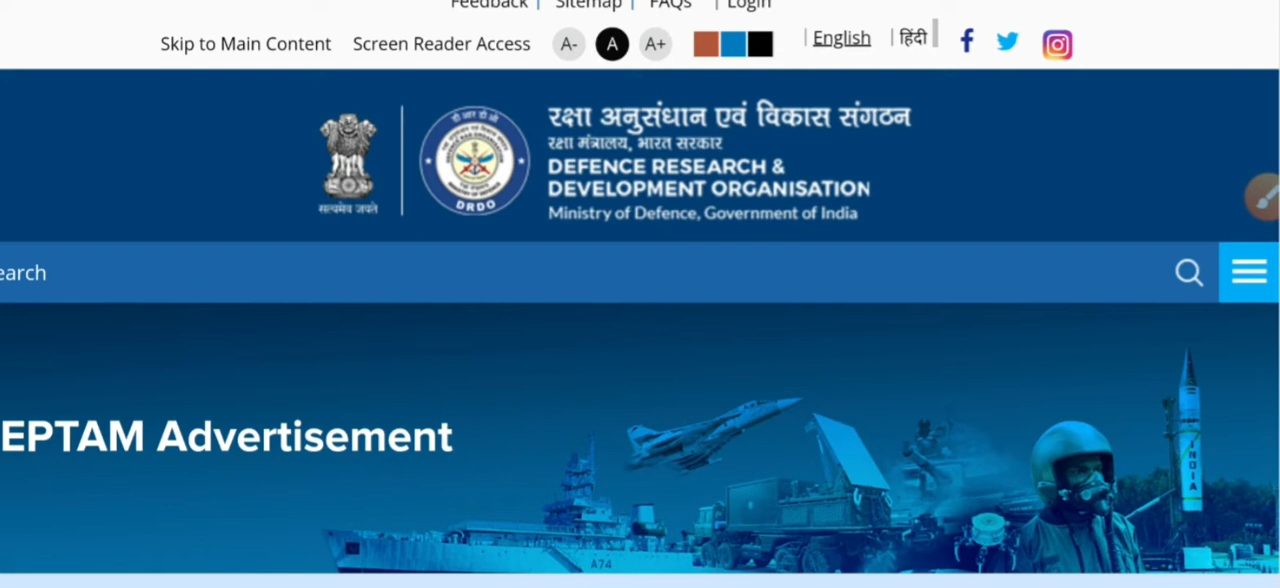 Feedback | Sitemap | FAQs | Login
Skip to Main Content Screen Reader Access A- A A+ | English | हिंदी
रक्षा अनुसंधान एवं विकास संगठन
रक्षा मंत्रालय, भारत सरकार
DEFENCE RESEARCH &
DEVELOPMENT ORGANISATION
Ministry of Defence, Government of India
सत्यमेव जयते
DRDO
earch
EPTAM Advertisement
INDIA
A74